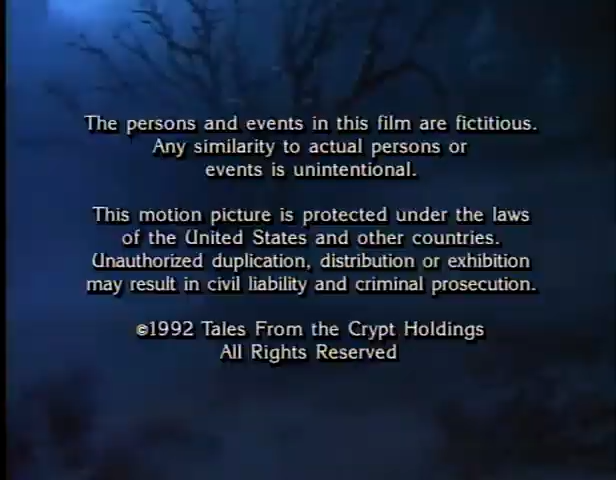 The persons and events in this film are fictitious.
Any similarity to actual persons or
events is unintentional.
This motion picture is protected under the laws
of the United States and other countries.
Unauthorized duplication, distribution or exhibition
may result in civil liability and criminal prosecution.
©1992 Tales From the Crypt Holdings
All Rights Reserved